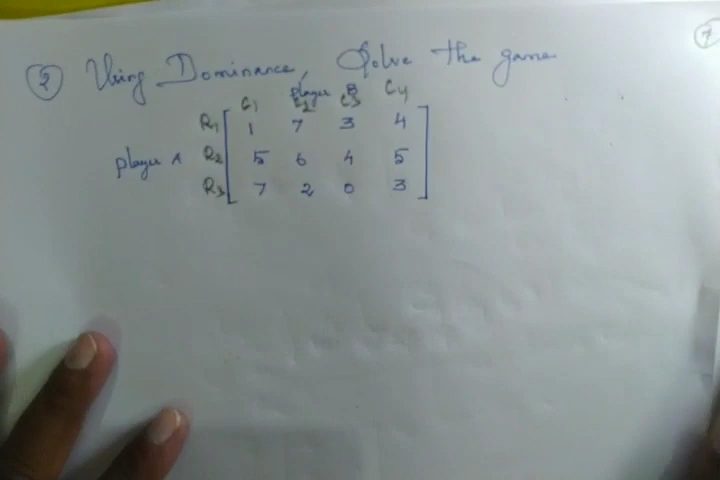 ② Using Dominance, Solve the game
7
player B
C1 C2 C3 C4
R1 1 7 3 4
player A R2 5 6 4 5
R3 7 2 0 3